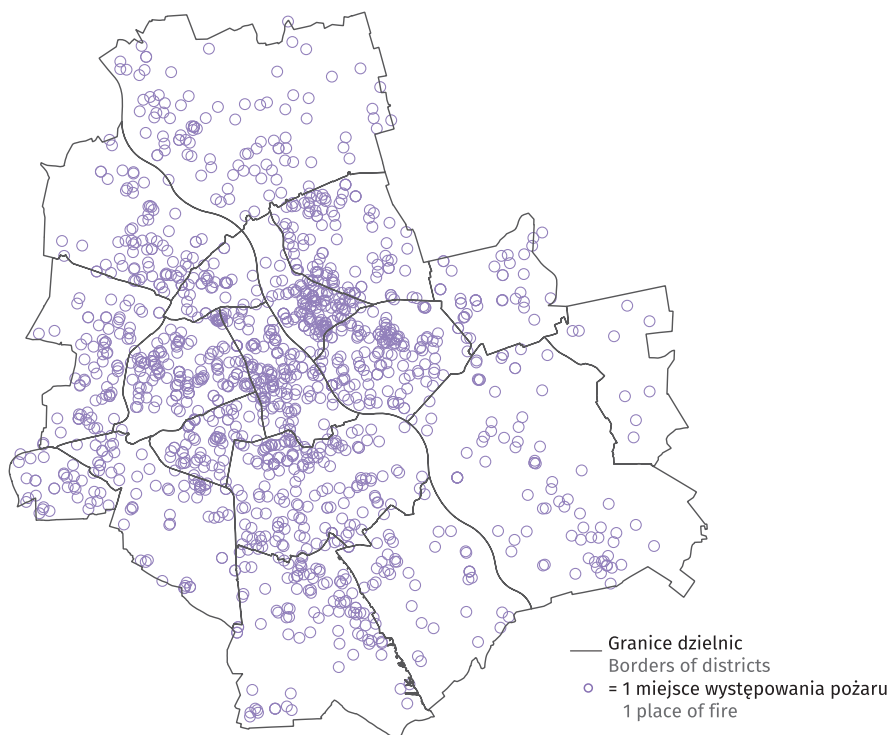 Granice dzielnic
Borders of districts
= 1 miejsce występowania pożaru
1 place of fire